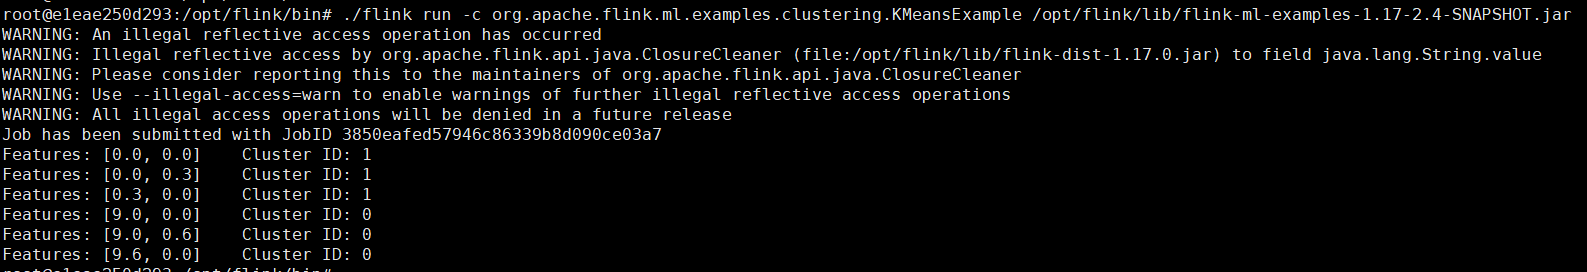 root@e1eae250d293:/opt/flink/bin# ./flink run -c org.apache.flink.ml.examples.clustering.KMeansExample /opt/flink/lib/flink-ml-examples-1.17-2.4-SNAPSHOT.jar
WARNING: An illegal reflective access operation has occurred
WARNING: Illegal reflective access by org.apache.flink.api.java.ClosureCleaner (file:/opt/flink/lib/flink-dist-1.17.0.jar) to field java.lang.String.value
WARNING: Please consider reporting this to the maintainers of org.apache.flink.api.java.ClosureCleaner
WARNING: Use --illegal-access=warn to enable warnings of further illegal reflective access operations
WARNING: All illegal access operations will be denied in a future release
Job has been submitted with JobID 3850eafed57946c86339b8d090ce03a7
Features: [0.0, 0.0]    Cluster ID: 1
Features: [0.0, 0.3]    Cluster ID: 1
Features: [0.3, 0.0]    Cluster ID: 1
Features: [9.0, 0.0]    Cluster ID: 0
Features: [9.0, 0.6]    Cluster ID: 0
Features: [9.6, 0.0]    Cluster ID: 0
root@e1eae250d293:/opt/flink/bin#